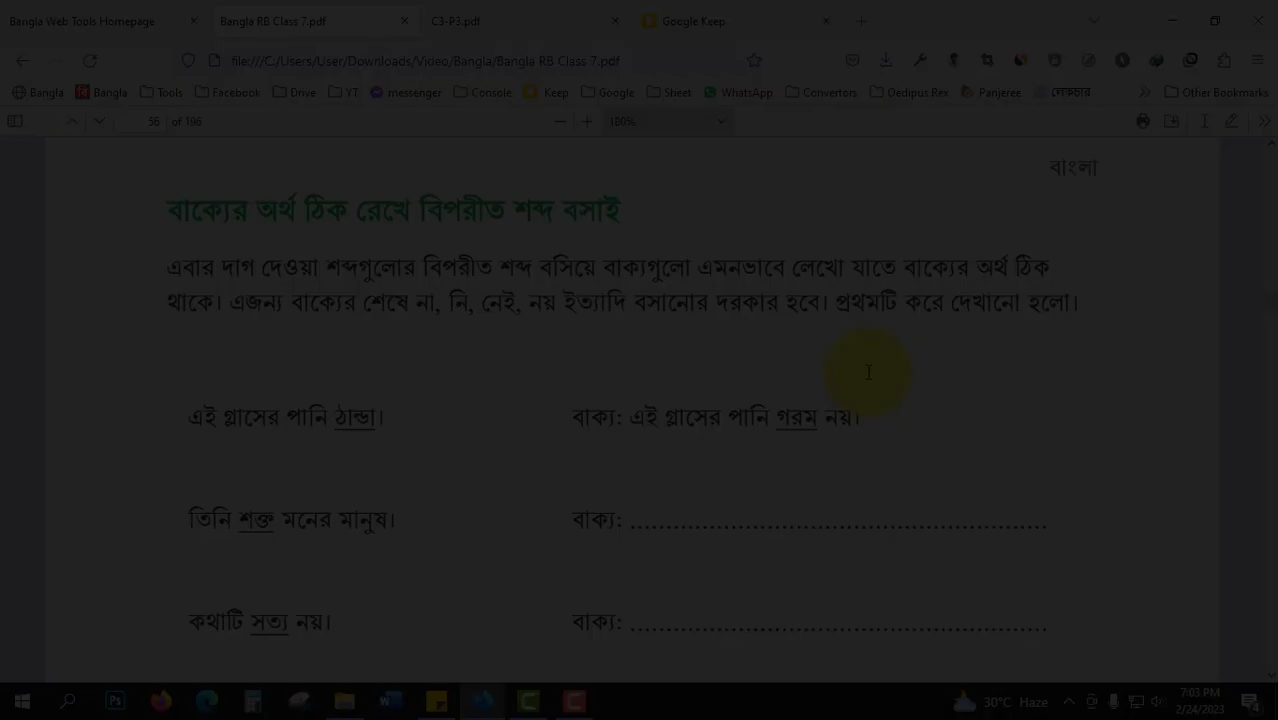 Bangla Web Tools Homepage
Bangla RB Class 7.pdf
C3-P3.pdf
Google Keep
file:///C:/Users/User/Downloads/Video/Bangla/Bangla RB Class 7.pdf
Bangla
Bangla
Tools
Facebook
Drive
YT
messenger
Console
Keep
Google
Sheet
WhatsApp
Convertors
Oedipus Rex
Panjeree
লেকচার
Other Bookmarks
56 of 196
180%
বাংলা
বাক্যের অর্থ ঠিক রেখে বিপরীত শব্দ বসাই
এবার দাগ দেওয়া শব্দগুলোর বিপরীত শব্দ বসিয়ে বাক্যগুলো এমনভাবে লেখো যাতে বাক্যের অর্থ ঠিক
থাকে। এজন্য বাক্যের শেষে না, নি, নেই, নয় ইত্যাদি বসানোর দরকার হবে। প্রথমটি করে দেখানো হলো।
এই গ্লাসের পানি ঠান্ডা। বাক্য: এই গ্লাসের পানি গরম নয়।
তিনি শক্ত মনের মানুষ। বাক্য: ..........................................................
কথাটি সত্য নয়। বাক্য: ..........................................................
30°C Haze
7:03 PM
2/24/2023
4